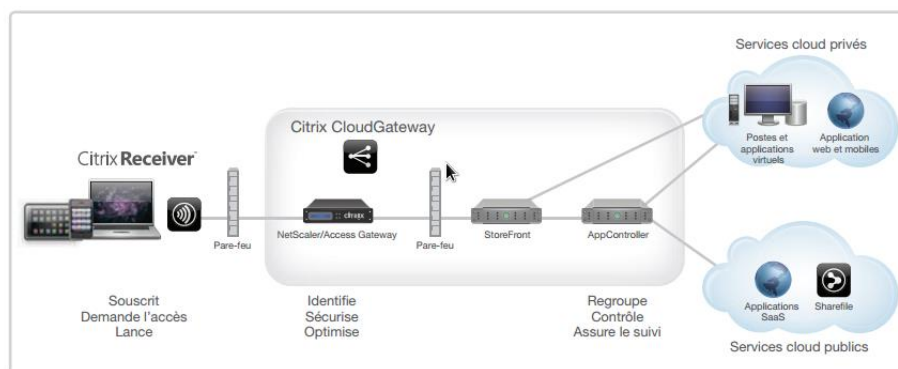 Services cloud privés
Citrix CloudGateway
Postes et
applications
virtuels
Application
web et mobiles
Citrix Receiver
Pare-feu
citrix
NetScaler/Access Gateway
Pare-feu
StoreFront
AppController
Souscrit
Demande l'accès
Lance
Identifie
Sécurise
Optimise
Regroupe
Contrôle
Assure le suivi
Applications
SaaS
Sharefile
Services cloud publics